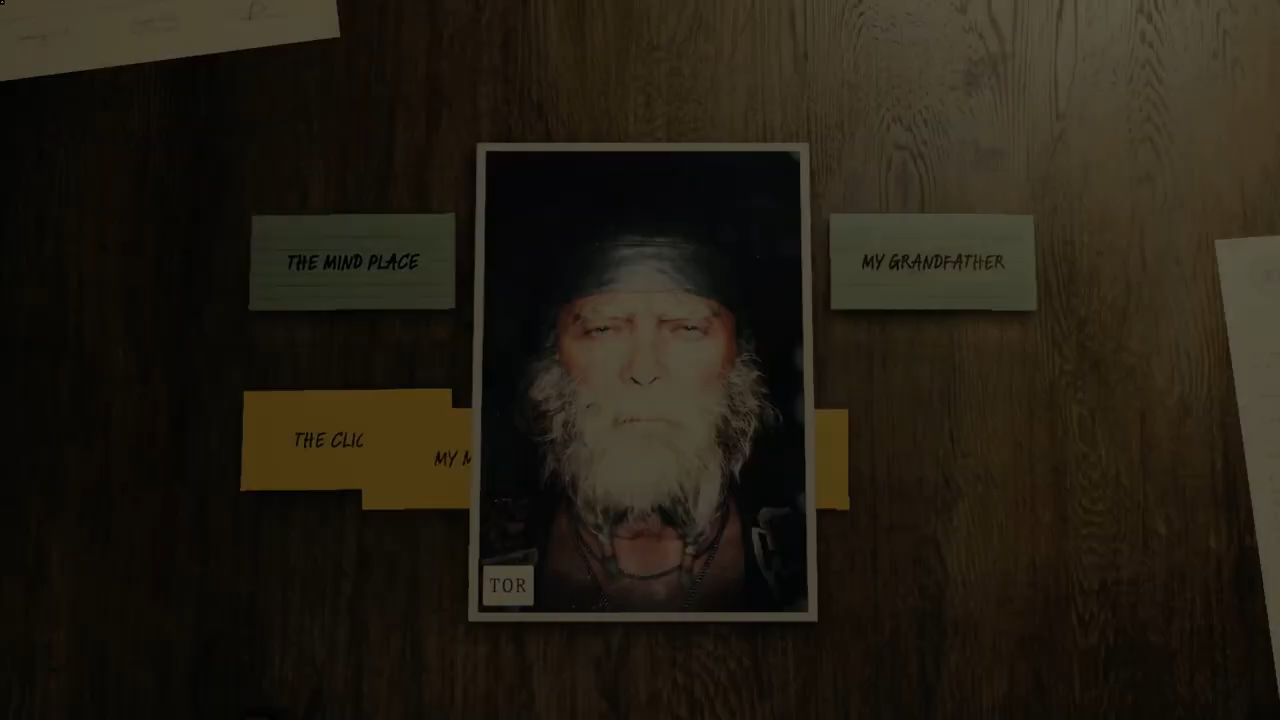 THE MIND PLACE
MY GRANDFATHER
THE CLIC
MY
TOR